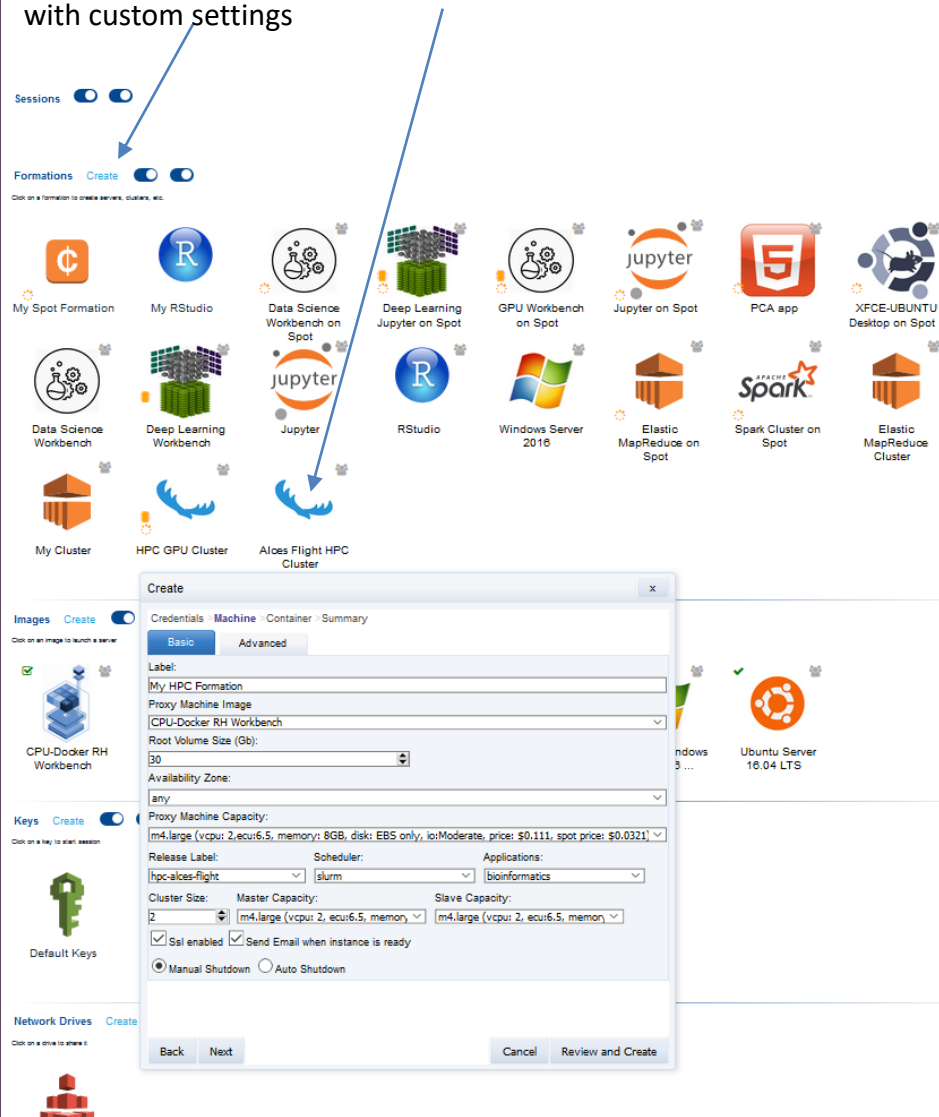 with custom settings
Sessions
Formations Create
Click on a formation to create servers, clusters, etc.
R
jupyter
5
My Spot Formation
My RStudio
Data Science
Workbench on
Spot
Deep Learning
Jupyter on Spot
GPU Workbench
on Spot
Jupyter on Spot
PCA app
XFCE-UBUNTU
Desktop on Spot
jupyter
R
APACHE
Spark
Data Science
Workbench
Deep Learning
Workbench
Jupyter
RStudio
Windows Server
2016
Elastic
MapReduce on
Spot
Spark Cluster on
Spot
Elastic
MapReduce
Cluster
My Cluster
HPC GPU Cluster
Alces Flight HPC
Cluster
Create x
Credentials > Machine > Container > Summary
Basic Advanced
Label:
My HPC Formation
Proxy Machine Image
CPU-Docker RH Workbench
Root Volume Size (Gb):
30
Availability Zone:
any
Proxy Machine Capacity:
m4.large (vcpu: 2,ecu:6.5, memory: 8GB, disk: EBS only, io:Moderate, price: $0.111, spot price: $0.0321)
Release Label: Scheduler: Applications:
hpc-alces-flight slurm bioinformatics
Cluster Size: Master Capacity: Slave Capacity:
2 m4.large (vcpu: 2, ecu:6.5, memory m4.large (vcpu: 2, ecu:6.5, memory
Ssl enabled Send Email when instance is ready
Manual Shutdown Auto Shutdown
Back Next Cancel Review and Create
Images Create
Click on an image to launch a server
CPU-Docker RH
Workbench
ndows
Ubuntu Server
16.04 LTS
Keys Create
Click on a key to start session
Default Keys
Network Drives Create
Click on a drive to share it